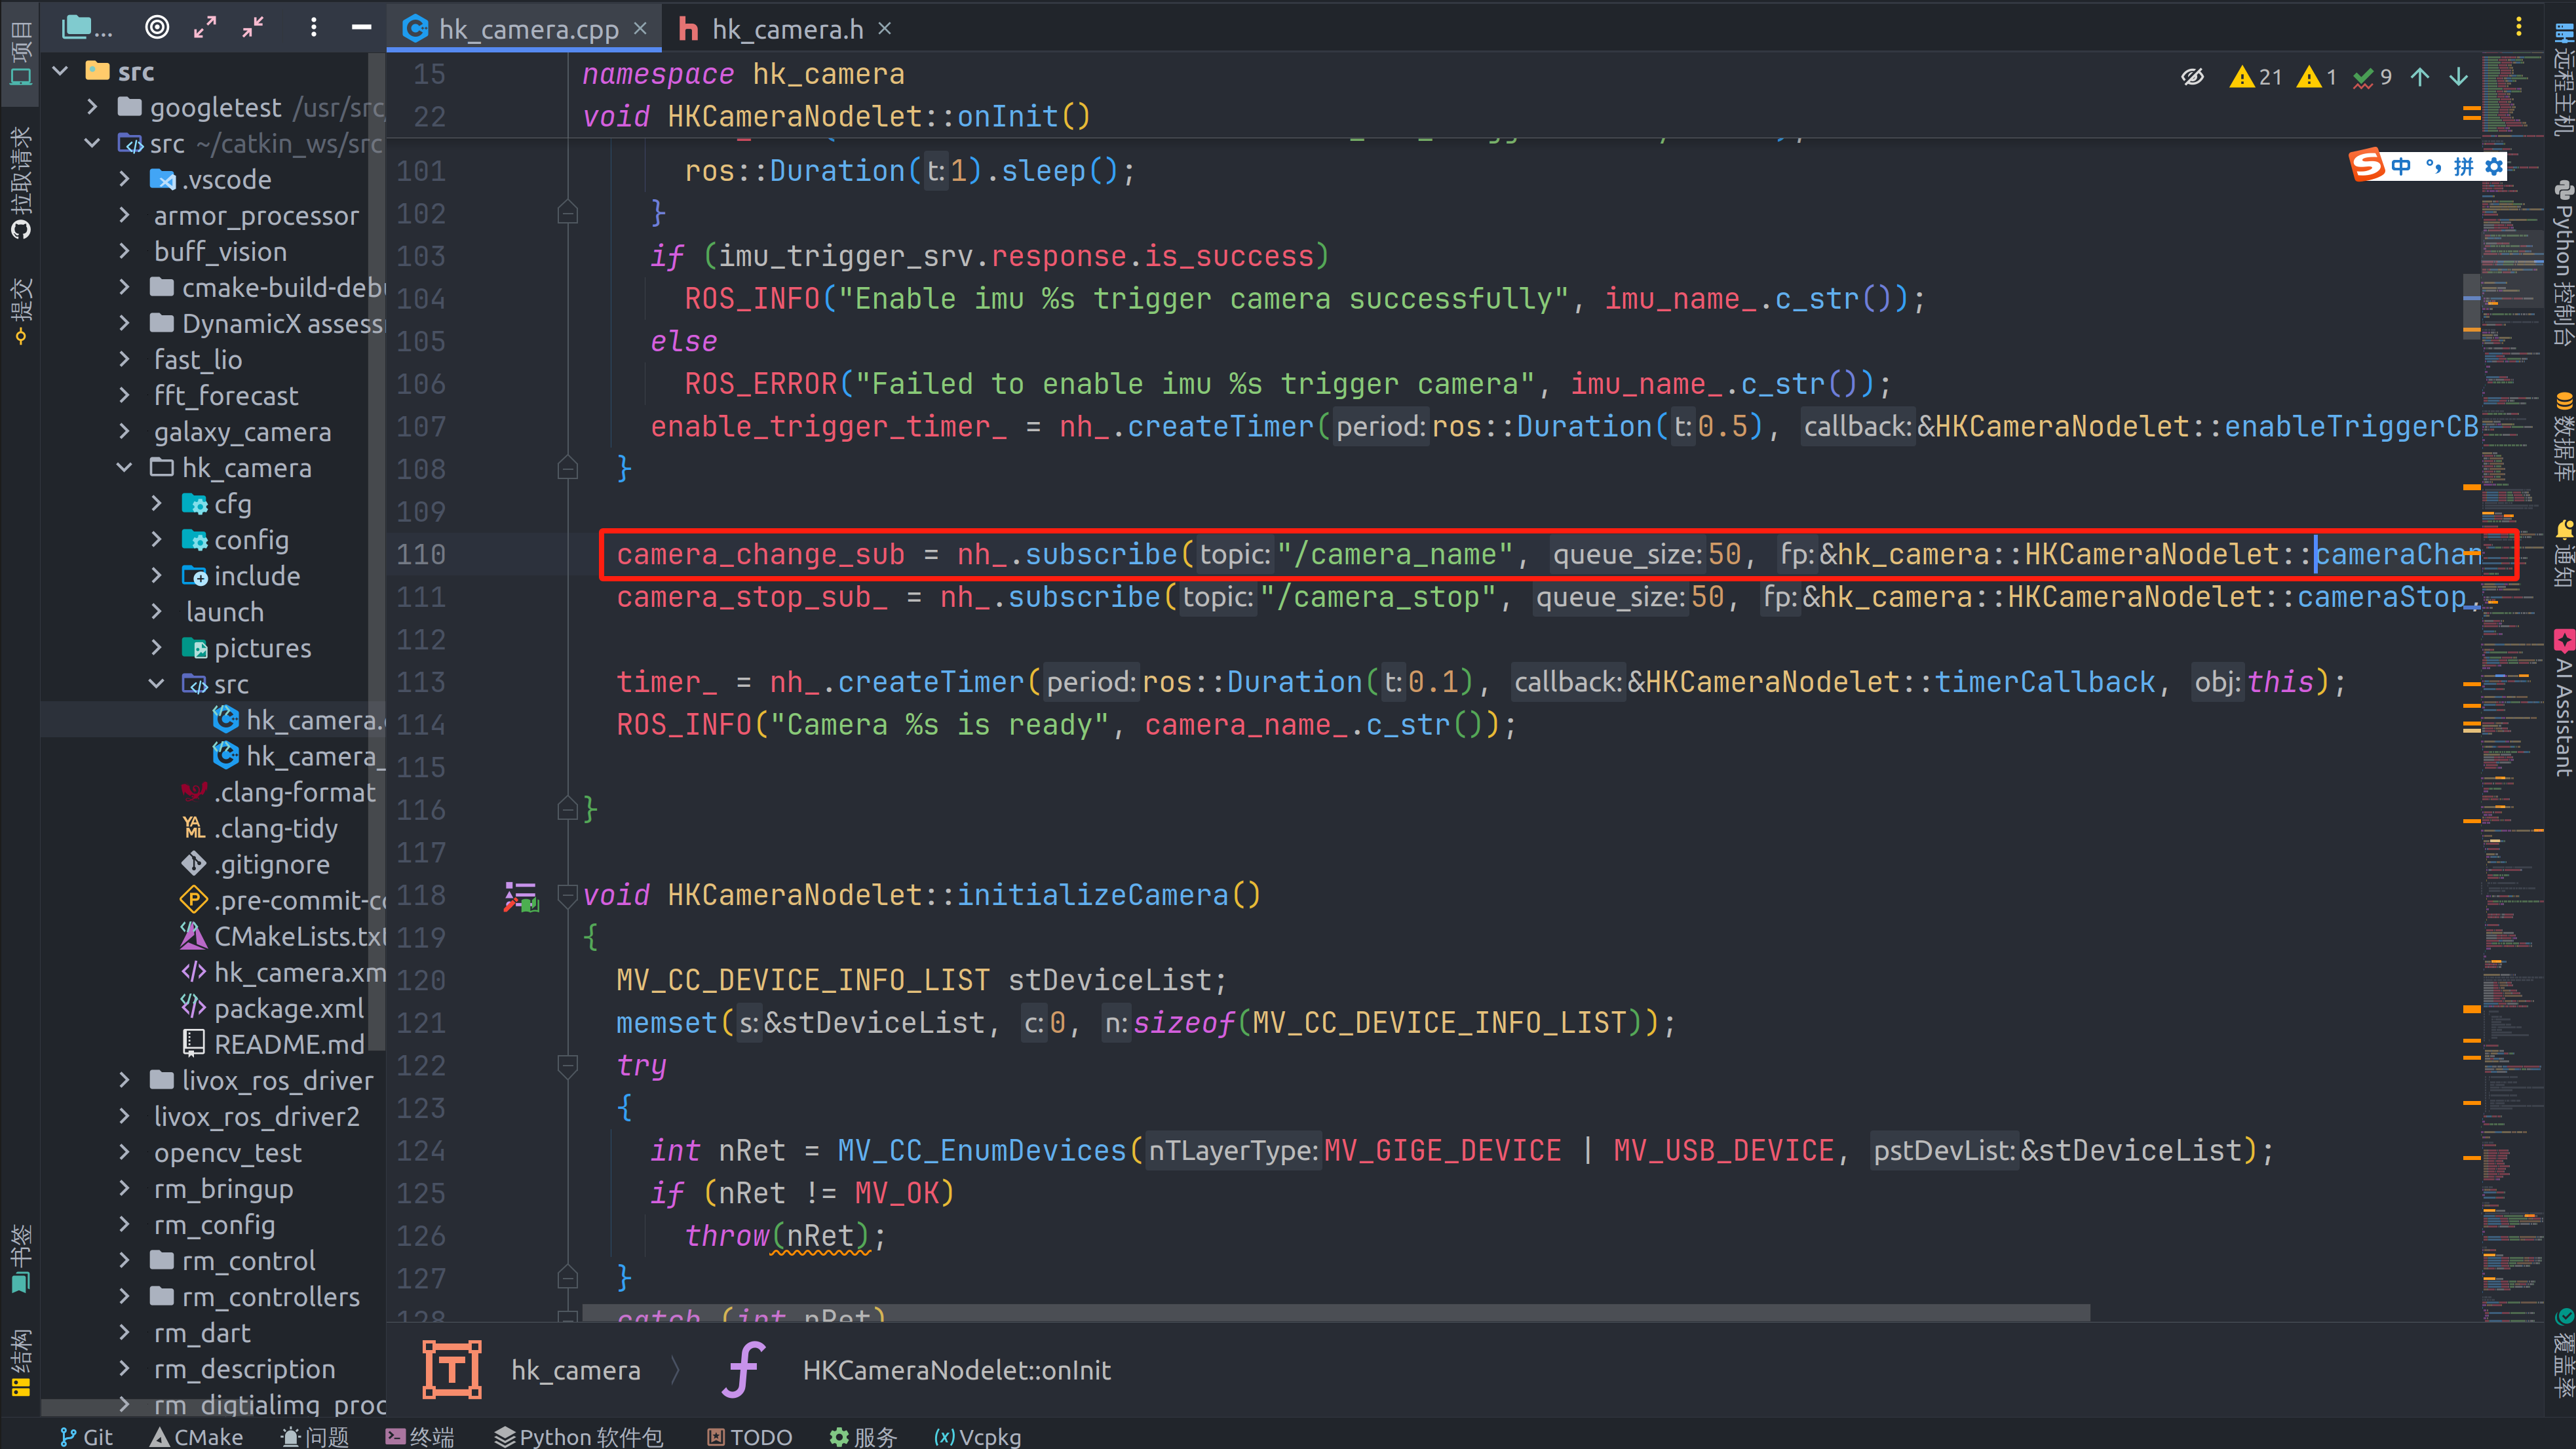 ...
hk_camera.cpp
hk_camera.h
项目
拉取请求
提交
书签
结构
src
googletest /usr/src
src ~/catkin_ws/src
.vscode
armor_processor
buff_vision
cmake-build-debu
DynamicX assess
fast_lio
fft_forecast
galaxy_camera
hk_camera
cfg
config
include
launch
pictures
src
hk_camera.
hk_camera_
.clang-format
.clang-tidy
.gitignore
.pre-commit-co
CMakeLists.txt
hk_camera.xm
package.xml
README.md
livox_ros_driver
livox_ros_driver2
opencv_test
rm_bringup
rm_config
rm_control
rm_controllers
rm_dart
rm_description
rm_digtialimg_proc
15 namespace hk_camera
22 void HKCameraNodelet::onInit()
21 1 9
中 °, 拼
101 ros::Duration( t: 1).sleep();
102 }
103 if (imu_trigger_srv.response.is_success)
104 ROS_INFO("Enable imu %s trigger camera successfully", imu_name_.c_str());
105 else
106 ROS_ERROR("Failed to enable imu %s trigger camera", imu_name_.c_str());
107 enable_trigger_timer_ = nh_.createTimer( period: ros::Duration( t: 0.5), callback: &HKCameraNodelet::enableTriggerCB
108 }
109
110 camera_change_sub = nh_.subscribe( topic: "/camera_name", queue_size: 50, fp: &hk_camera::HKCameraNodelet::cameraChan
111 camera_stop_sub_ = nh_.subscribe( topic: "/camera_stop", queue_size: 50, fp: &hk_camera::HKCameraNodelet::cameraStop,
112
113 timer_ = nh_.createTimer( period: ros::Duration( t: 0.1), callback: &HKCameraNodelet::timerCallback, obj: this);
114 ROS_INFO("Camera %s is ready", camera_name_.c_str());
115
116 }
117
118 void HKCameraNodelet::initializeCamera()
119 {
120 MV_CC_DEVICE_INFO_LIST stDeviceList;
121 memset( s: &stDeviceList, c: 0, n: sizeof(MV_CC_DEVICE_INFO_LIST));
122 try
123 {
124 int nRet = MV_CC_EnumDevices( nTLayerType: MV_GIGE_DEVICE | MV_USB_DEVICE, pstDevList: &stDeviceList);
125 if (nRet != MV_OK)
126 throw(nRet);
127 }
128 catch (int nRet)
hk_camera 〉 HKCameraNodelet::onInit
远程主机
Python 控制台
数据库
通知
AI Assistant
覆盖率
Git
CMake
问题
终端
Python 软件包
TODO
服务
Vcpkg